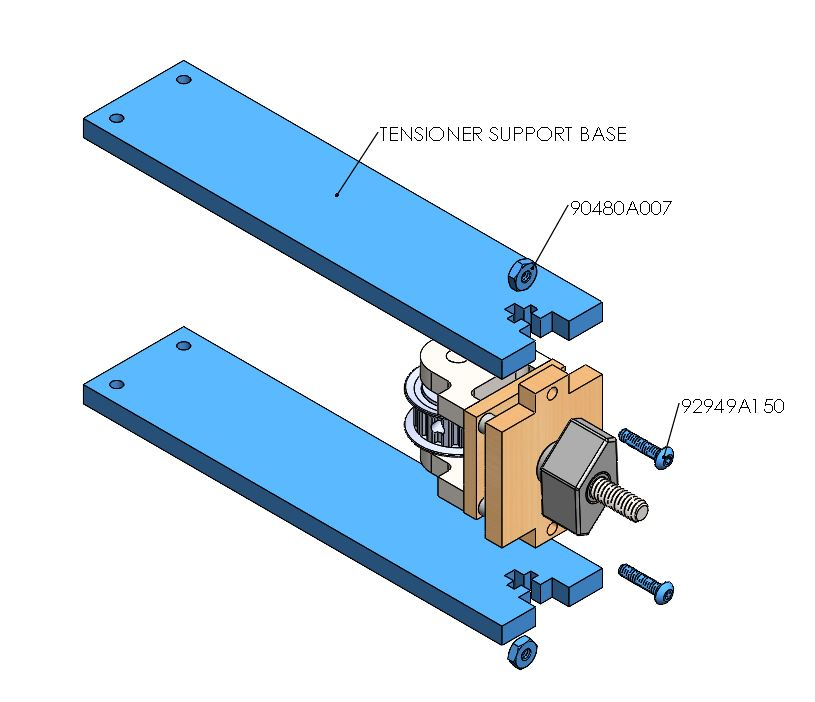 TENSIONER SUPPORT BASE
90480A007
92949A150